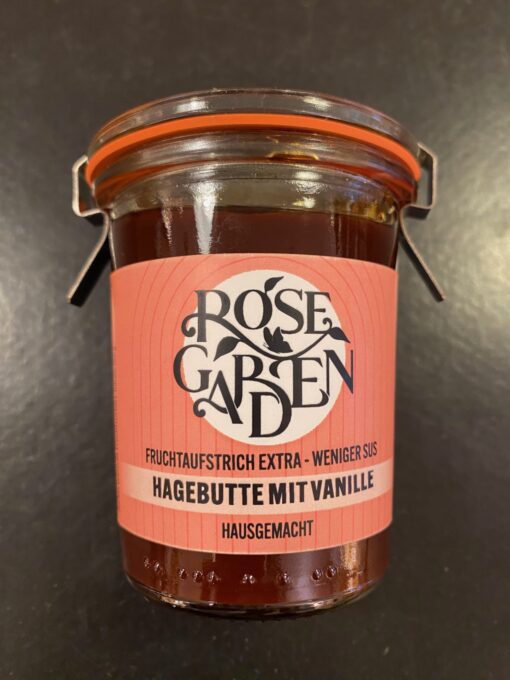 ROSE
GARDEN
FRUCHTAUFSTRICH EXTRA - WENIGER SUS
HAGEBUTTE MIT VANILLE
HAUSGEMACHT